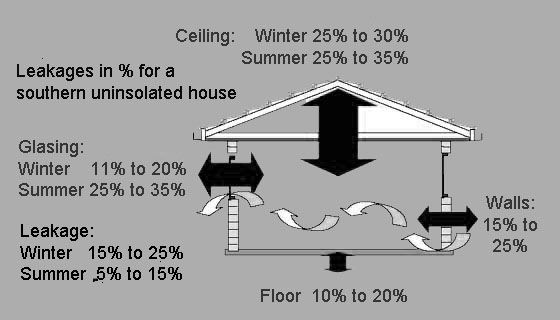 Ceiling: Winter 25% to 30%
Summer 25% to 35%
Leakages in % for a
southern uninsolated house
Glasing:
Winter 11% to 20%
Summer 25% to 35%
Leakage:
Winter 15% to 25%
Summer 5% to 15%
Walls:
15% to
25%
Floor 10% to 20%